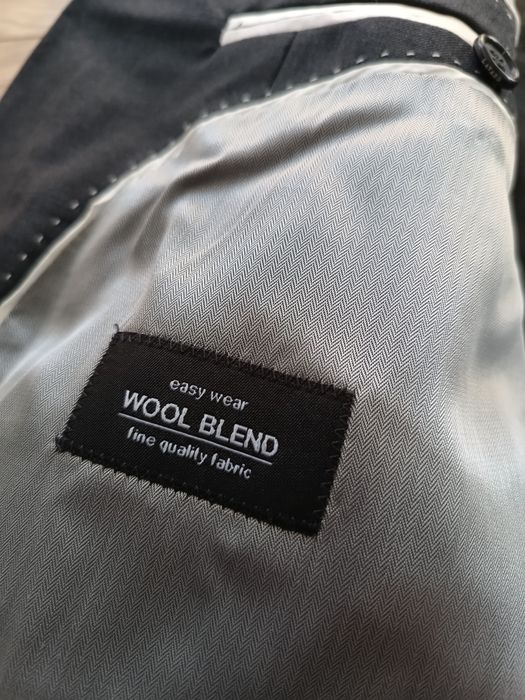 easy wear
WOOL BLEND
fine quality fabric